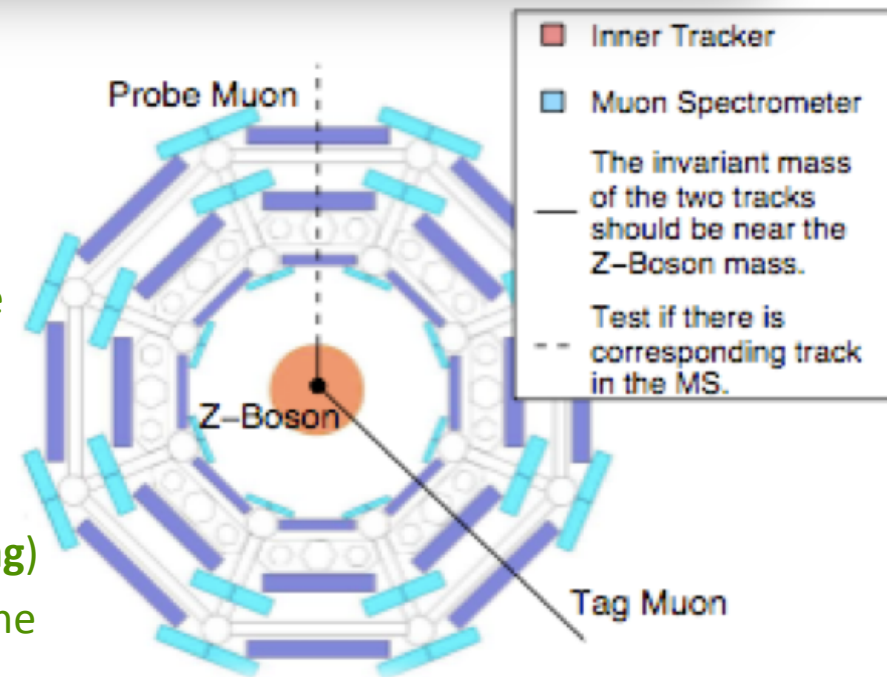 Probe Muon
Inner Tracker
Muon Spectrometer
The invariant mass
of the two tracks
should be near the
Z-Boson mass.
Test if there is
corresponding track
in the MS.
Z-Boson
Tag Muon
e
g)
ne